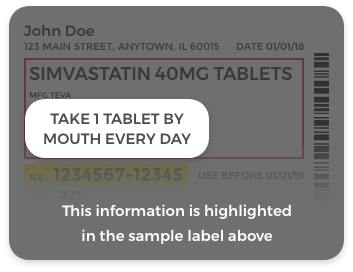 John Doe
123 MAIN STREET, ANYTOWN, IL 60015 DATE 01/01/18
SIMVASTATIN 40MG TABLETS
MFG TEVA
TAKE 1 TABLET BY
MOUTH EVERY DAY
RX 1234567-12345 USE BEFORE 01/01/19
30
This information is highlighted
in the sample label above